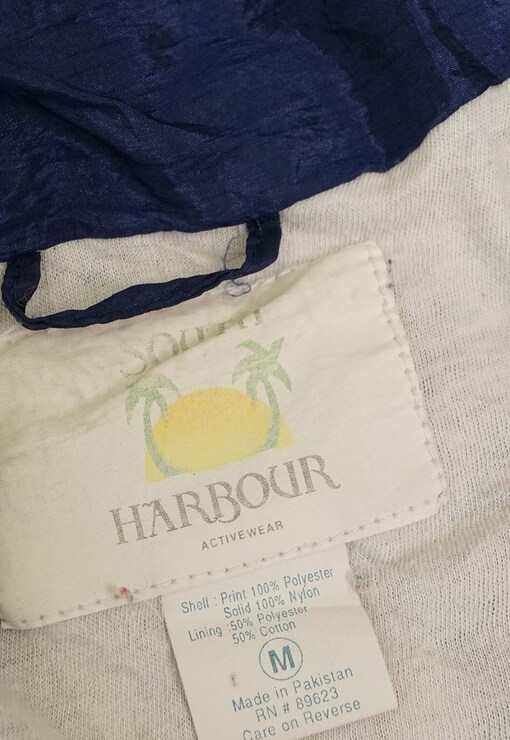 SOUTH
HARBOUR
ACTIVEWEAR
Shell : Print 100% Polyester
Solid 100% Nylon
Lining :50% Polyester
50% Cotton
M
Made in Pakistan
RN # 89623
Care on Reverse